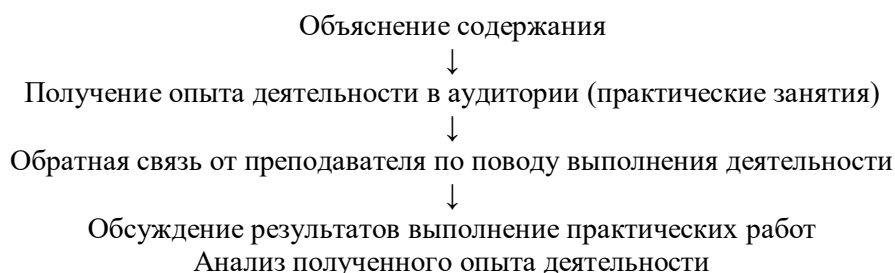 Объяснение содержания
↓
Получение опыта деятельности в аудитории (практические занятия)
↓
Обратная связь от преподавателя по поводу выполнения деятельности
↓
Обсуждение результатов выполнение практических работ
Анализ полученного опыта деятельности